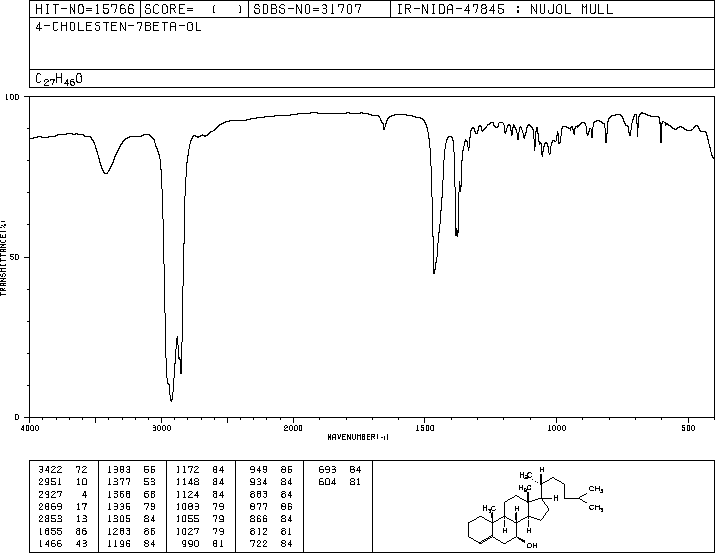 HIT-NO=15766 SCORE= ( ) SDBS-NO=31707 IR-NIDA-47845 : NUJOL MULL
4-CHOLESTEN-7BETA-OL
C27H46O
100
50
0
TRANSMITTANCE(%)
4000 3000 2000 1500 1000 500
WAVENUMBER(-1)
3422 72 1383 55 1172 84 949 86 693 84
2951 10 1377 53 1148 84 934 84 604 81
2927 4 1368 66 1124 84 883 84
2869 17 1336 79 1083 79 877 86
2853 13 1305 84 1055 79 866 84
1655 86 1283 86 1027 79 812 81
1466 43 1196 84 990 81 722 84
H
H3C
CH3
H3C
H
H3C
H
CH3
H
H
OH